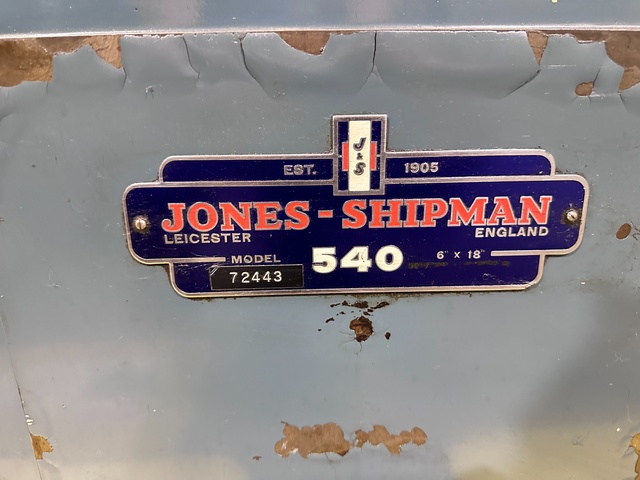 J & S
EST. 1905
JONES-SHIPMAN
LEICESTER ENGLAND
MODEL 540 6" x 18"
72443